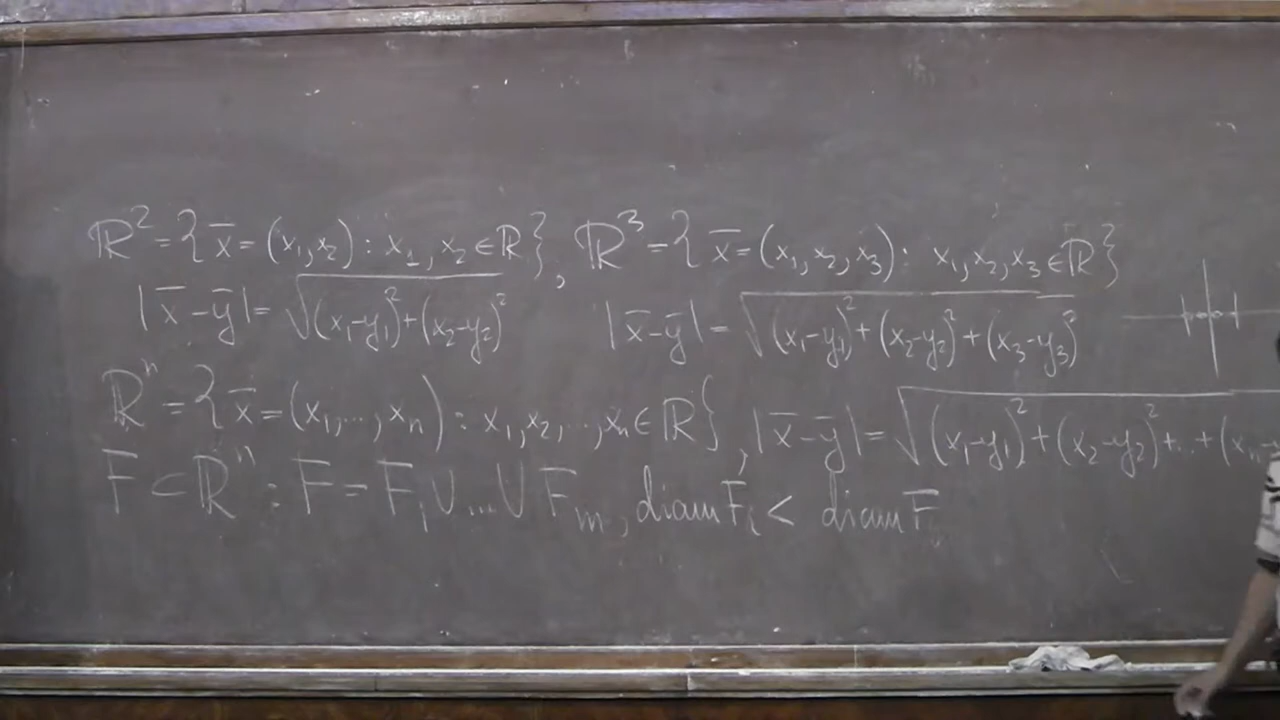 ℝ² = { x̅ = (x₁, x₂) : x₁, x₂ ∈ ℝ }, ℝ³ = { x̅ = (x₁, x₂, x₃) : x₁, x₂, x₃ ∈ ℝ }
|x̅ - y̅| = √((x₁-y₁)² + (x₂-y₂)²) |x̅ - y̅| = √((x₁-y₁)² + (x₂-y₂)² + (x₃-y₃)²)
ℝⁿ = { x̅ = (x₁, ..., xₙ) : x₁, x₂, ..., xₙ ∈ ℝ }, |x̅ - y̅| = √((x₁-y₁)² + (x₂-y₂)² + .. + (xₙ-
F ⊂ ℝⁿ : F = F₁ ∪ ... ∪ Fₘ, diam Fᵢ < diam F